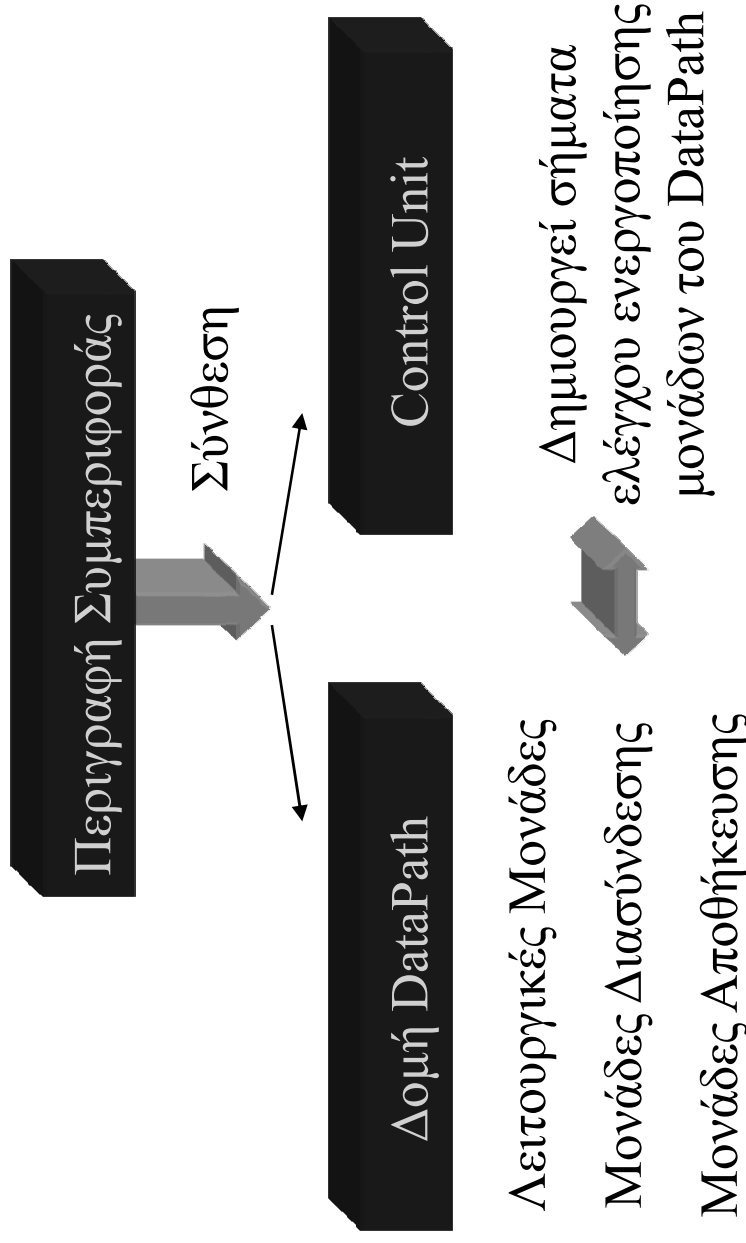 Περιγραφή Συμπεριφοράς
Σύνθεση
Δομή DataPath
Control Unit
Λειτουργικές Μονάδες
Μονάδες Διασύνδεσης
Μονάδες Αποθήκευσης
Δημιουργεί σήματα
ελέγχου ενεργοποίησης
μονάδων του DataPath